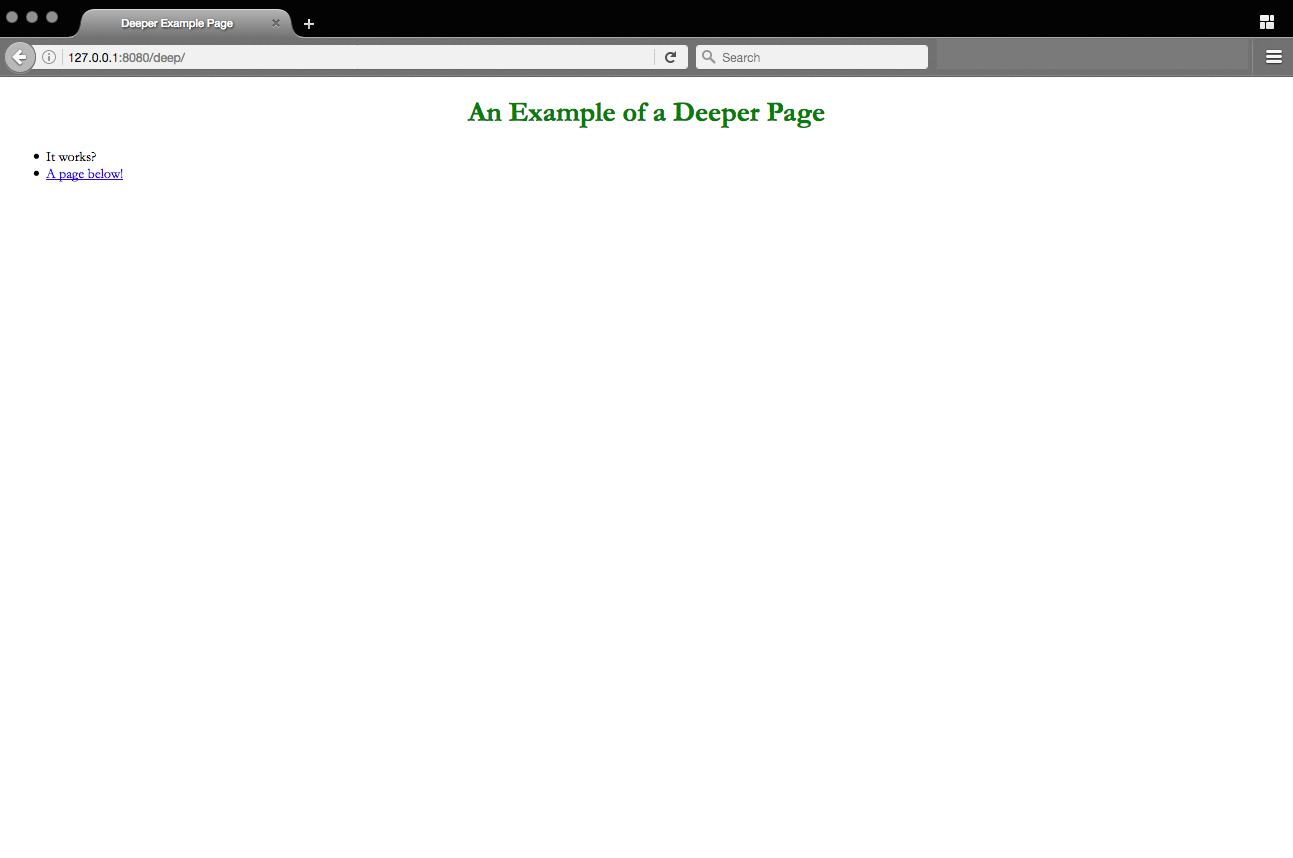 Deeper Example Page
127.0.0.1:8080/deep/
Search
An Example of a Deeper Page
It works?
A page below!